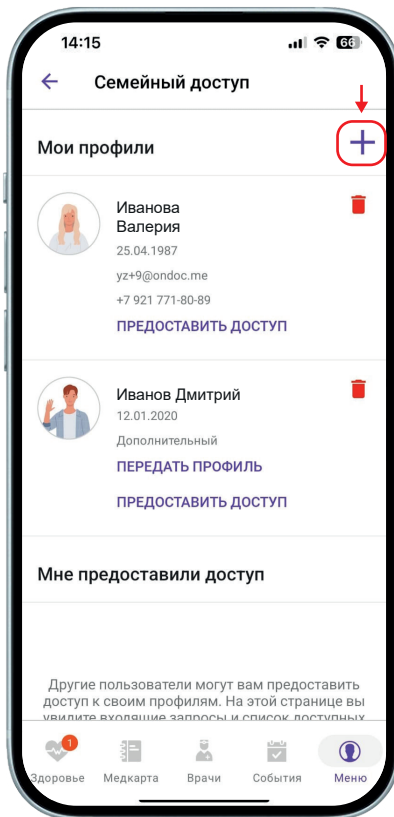 14:15
66
Семейный доступ
Мои профили
Иванова
Валерия
25.04.1987
yz+9@ondoc.me
+7 921 771-80-89
ПРЕДОСТАВИТЬ ДОСТУП
Иванов Дмитрий
12.01.2020
Дополнительный
ПЕРЕДАТЬ ПРОФИЛЬ
ПРЕДОСТАВИТЬ ДОСТУП
Мне предоставили доступ
Другие пользователи могут вам предоставить
доступ к своим профилям. На этой странице вы
увидите входящие запросы и список доступных
1
Здоровье
Медкарта
Врачи
События
Меню